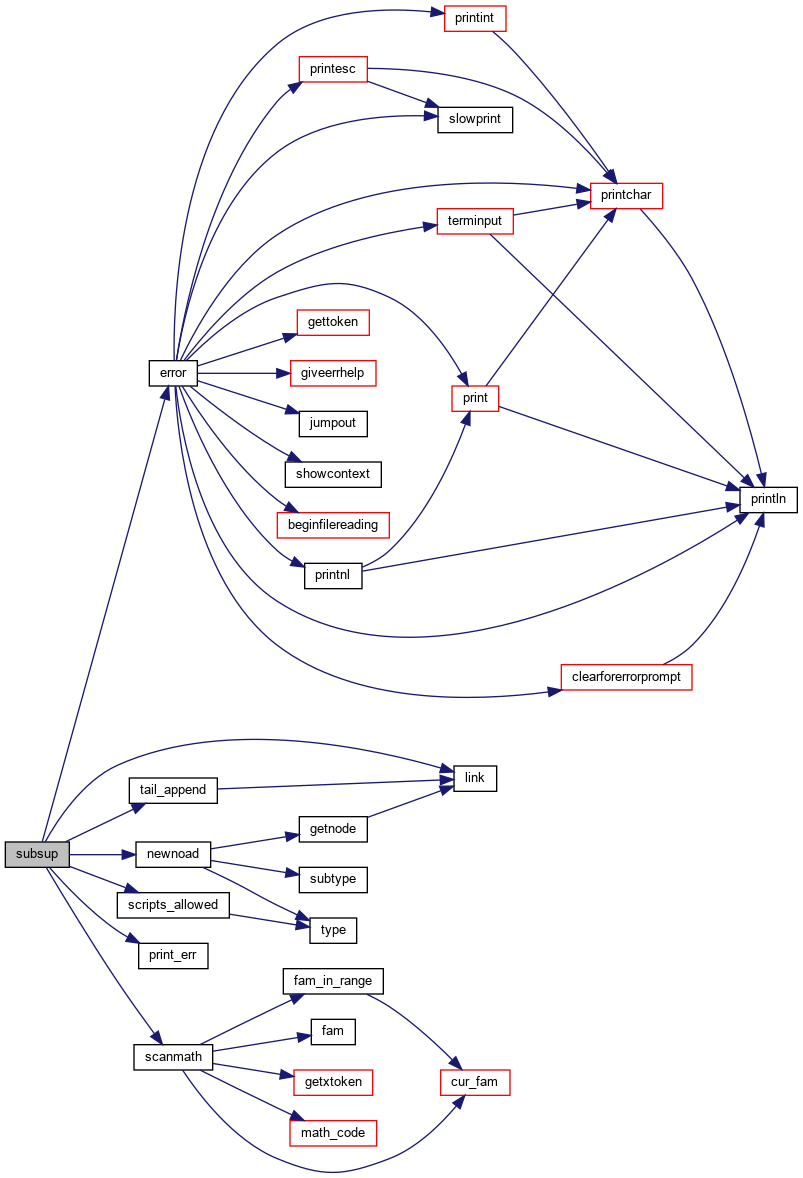 printint
printesc
slowprint
printchar
terminput
gettoken
error
giveerrhelp
print
jumpout
showcontext
println
beginfilereading
printnl
clearforerrorprompt
link
tail_append
getnode
subsup
newnoad
subtype
scripts_allowed
type
print_err
fam_in_range
fam
scanmath
getxtoken
cur_fam
math_code